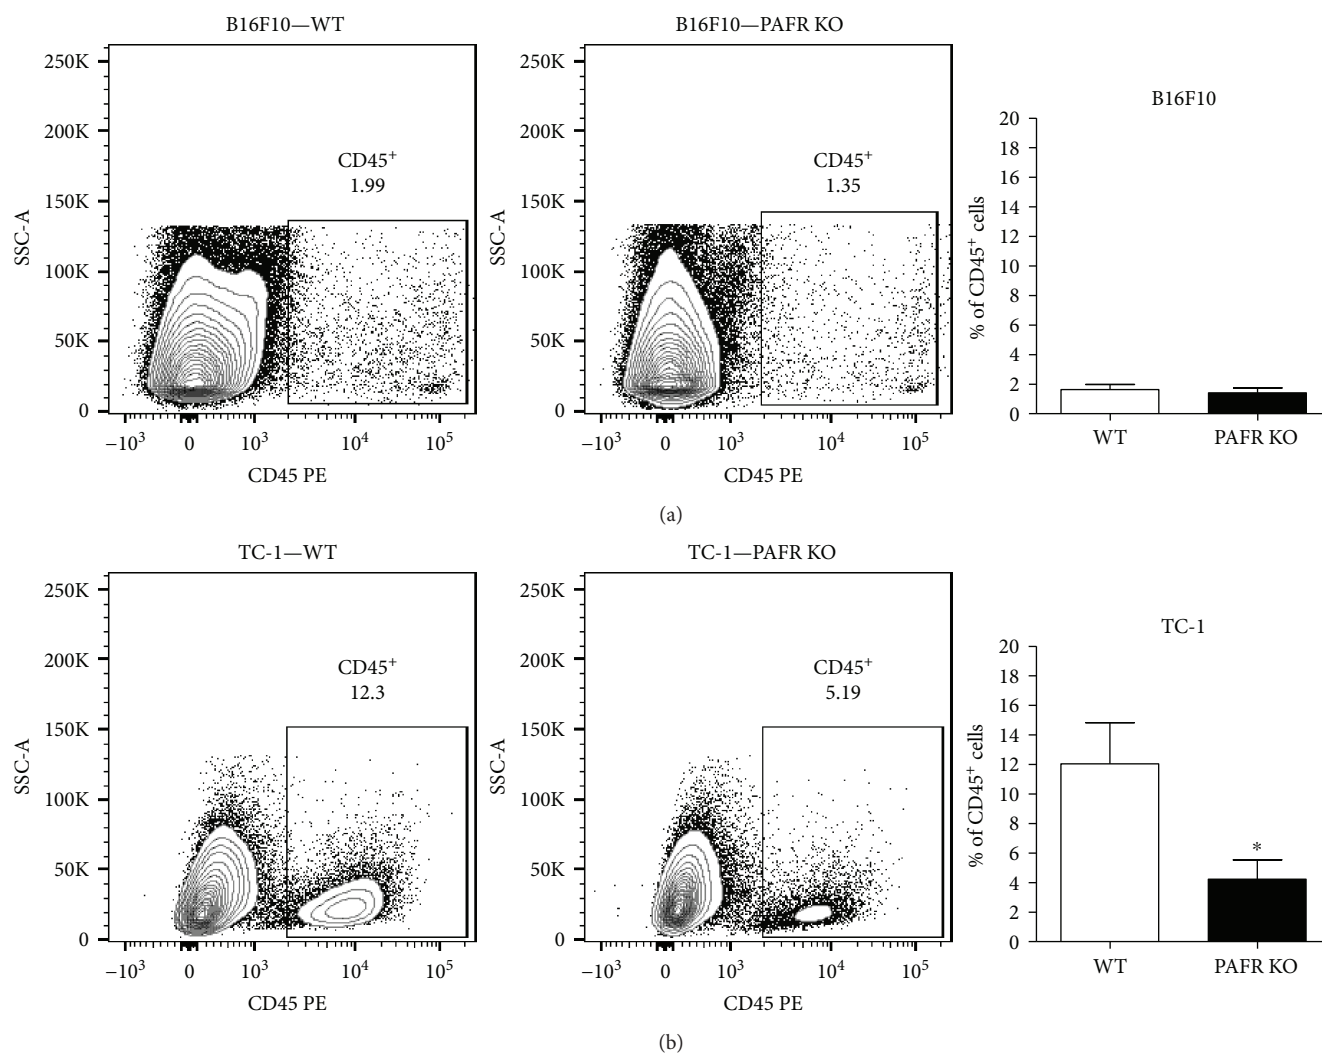 B16F10—WT
250K
200K
150K
100K
50K
0
SSC-A
CD45⁺
1.99
−10³ 0 10³ 10⁴ 10⁵
CD45 PE
B16F10—PAFR KO
250K
200K
150K
100K
50K
0
SSC-A
CD45⁺
1.35
−10³ 0 10³ 10⁴ 10⁵
CD45 PE
B16F10
20
18
16
14
12
10
8
6
4
2
0
% of CD45⁺ cells
WT PAFR KO
(a)
TC-1—WT
250K
200K
150K
100K
50K
0
SSC-A
CD45⁺
12.3
−10³ 0 10³ 10⁴ 10⁵
CD45 PE
TC-1—PAFR KO
250K
200K
150K
100K
50K
0
SSC-A
CD45⁺
5.19
−10³ 0 10³ 10⁴ 10⁵
CD45 PE
TC-1
20
18
16
14
12
10
8
6
4
2
0
% of CD45⁺ cells
*
WT PAFR KO
(b)